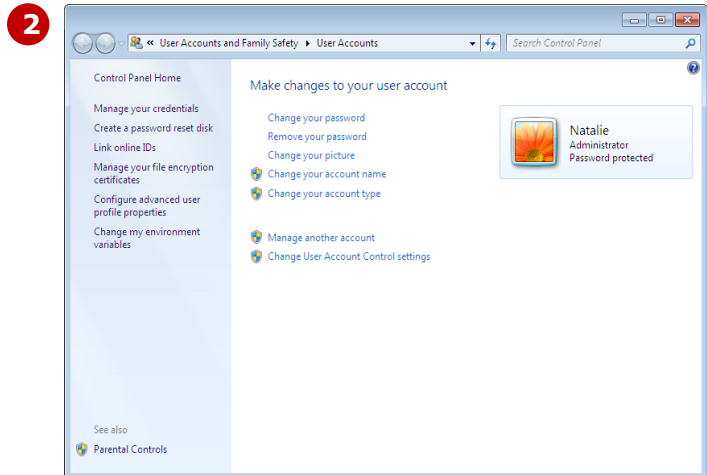 2
« User Accounts and Family Safety ▸ User Accounts
Search Control Panel
Control Panel Home
Manage your credentials
Create a password reset disk
Link online IDs
Manage your file encryption
certificates
Configure advanced user
profile properties
Change my environment
variables
See also
Parental Controls
Make changes to your user account
Change your password
Remove your password
Change your picture
Change your account name
Change your account type
Manage another account
Change User Account Control settings
Natalie
Administrator
Password protected